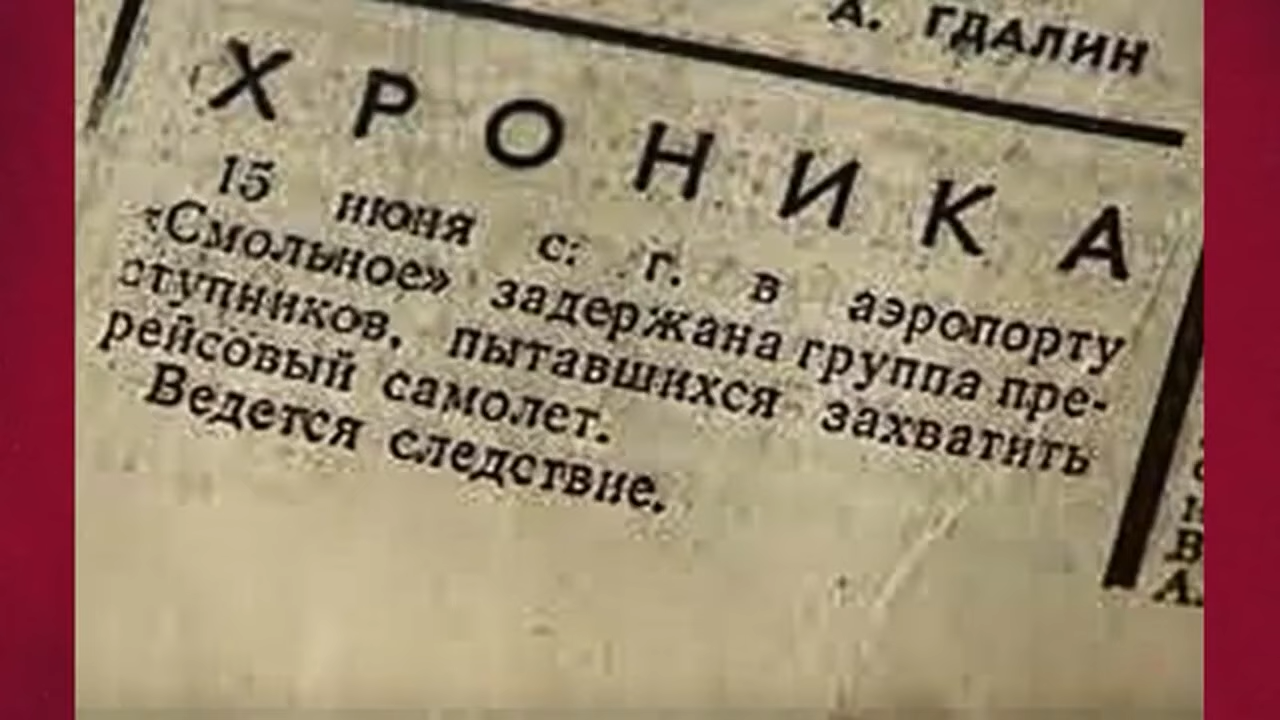 А. ГДАЛИН
ХРОНИКА
15 июня с. г. в аэропорту
«Смольное» задержана группа пре-
ступников, пытавшихся захватить
рейсовый самолет.
Ведется следствие.
В
А.